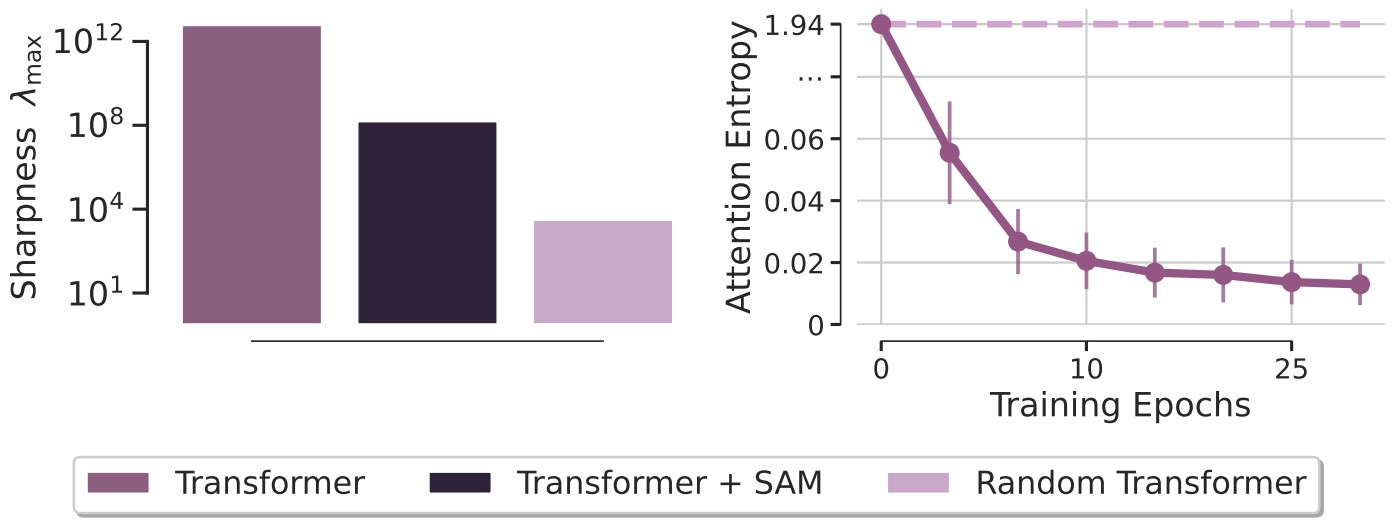 Sharpness λmax
10^12
10^8
10^4
10^1
Attention Entropy
1.94
...
0.06
0.04
0.02
0
0 10 25
Training Epochs
Transformer Transformer + SAM Random Transformer